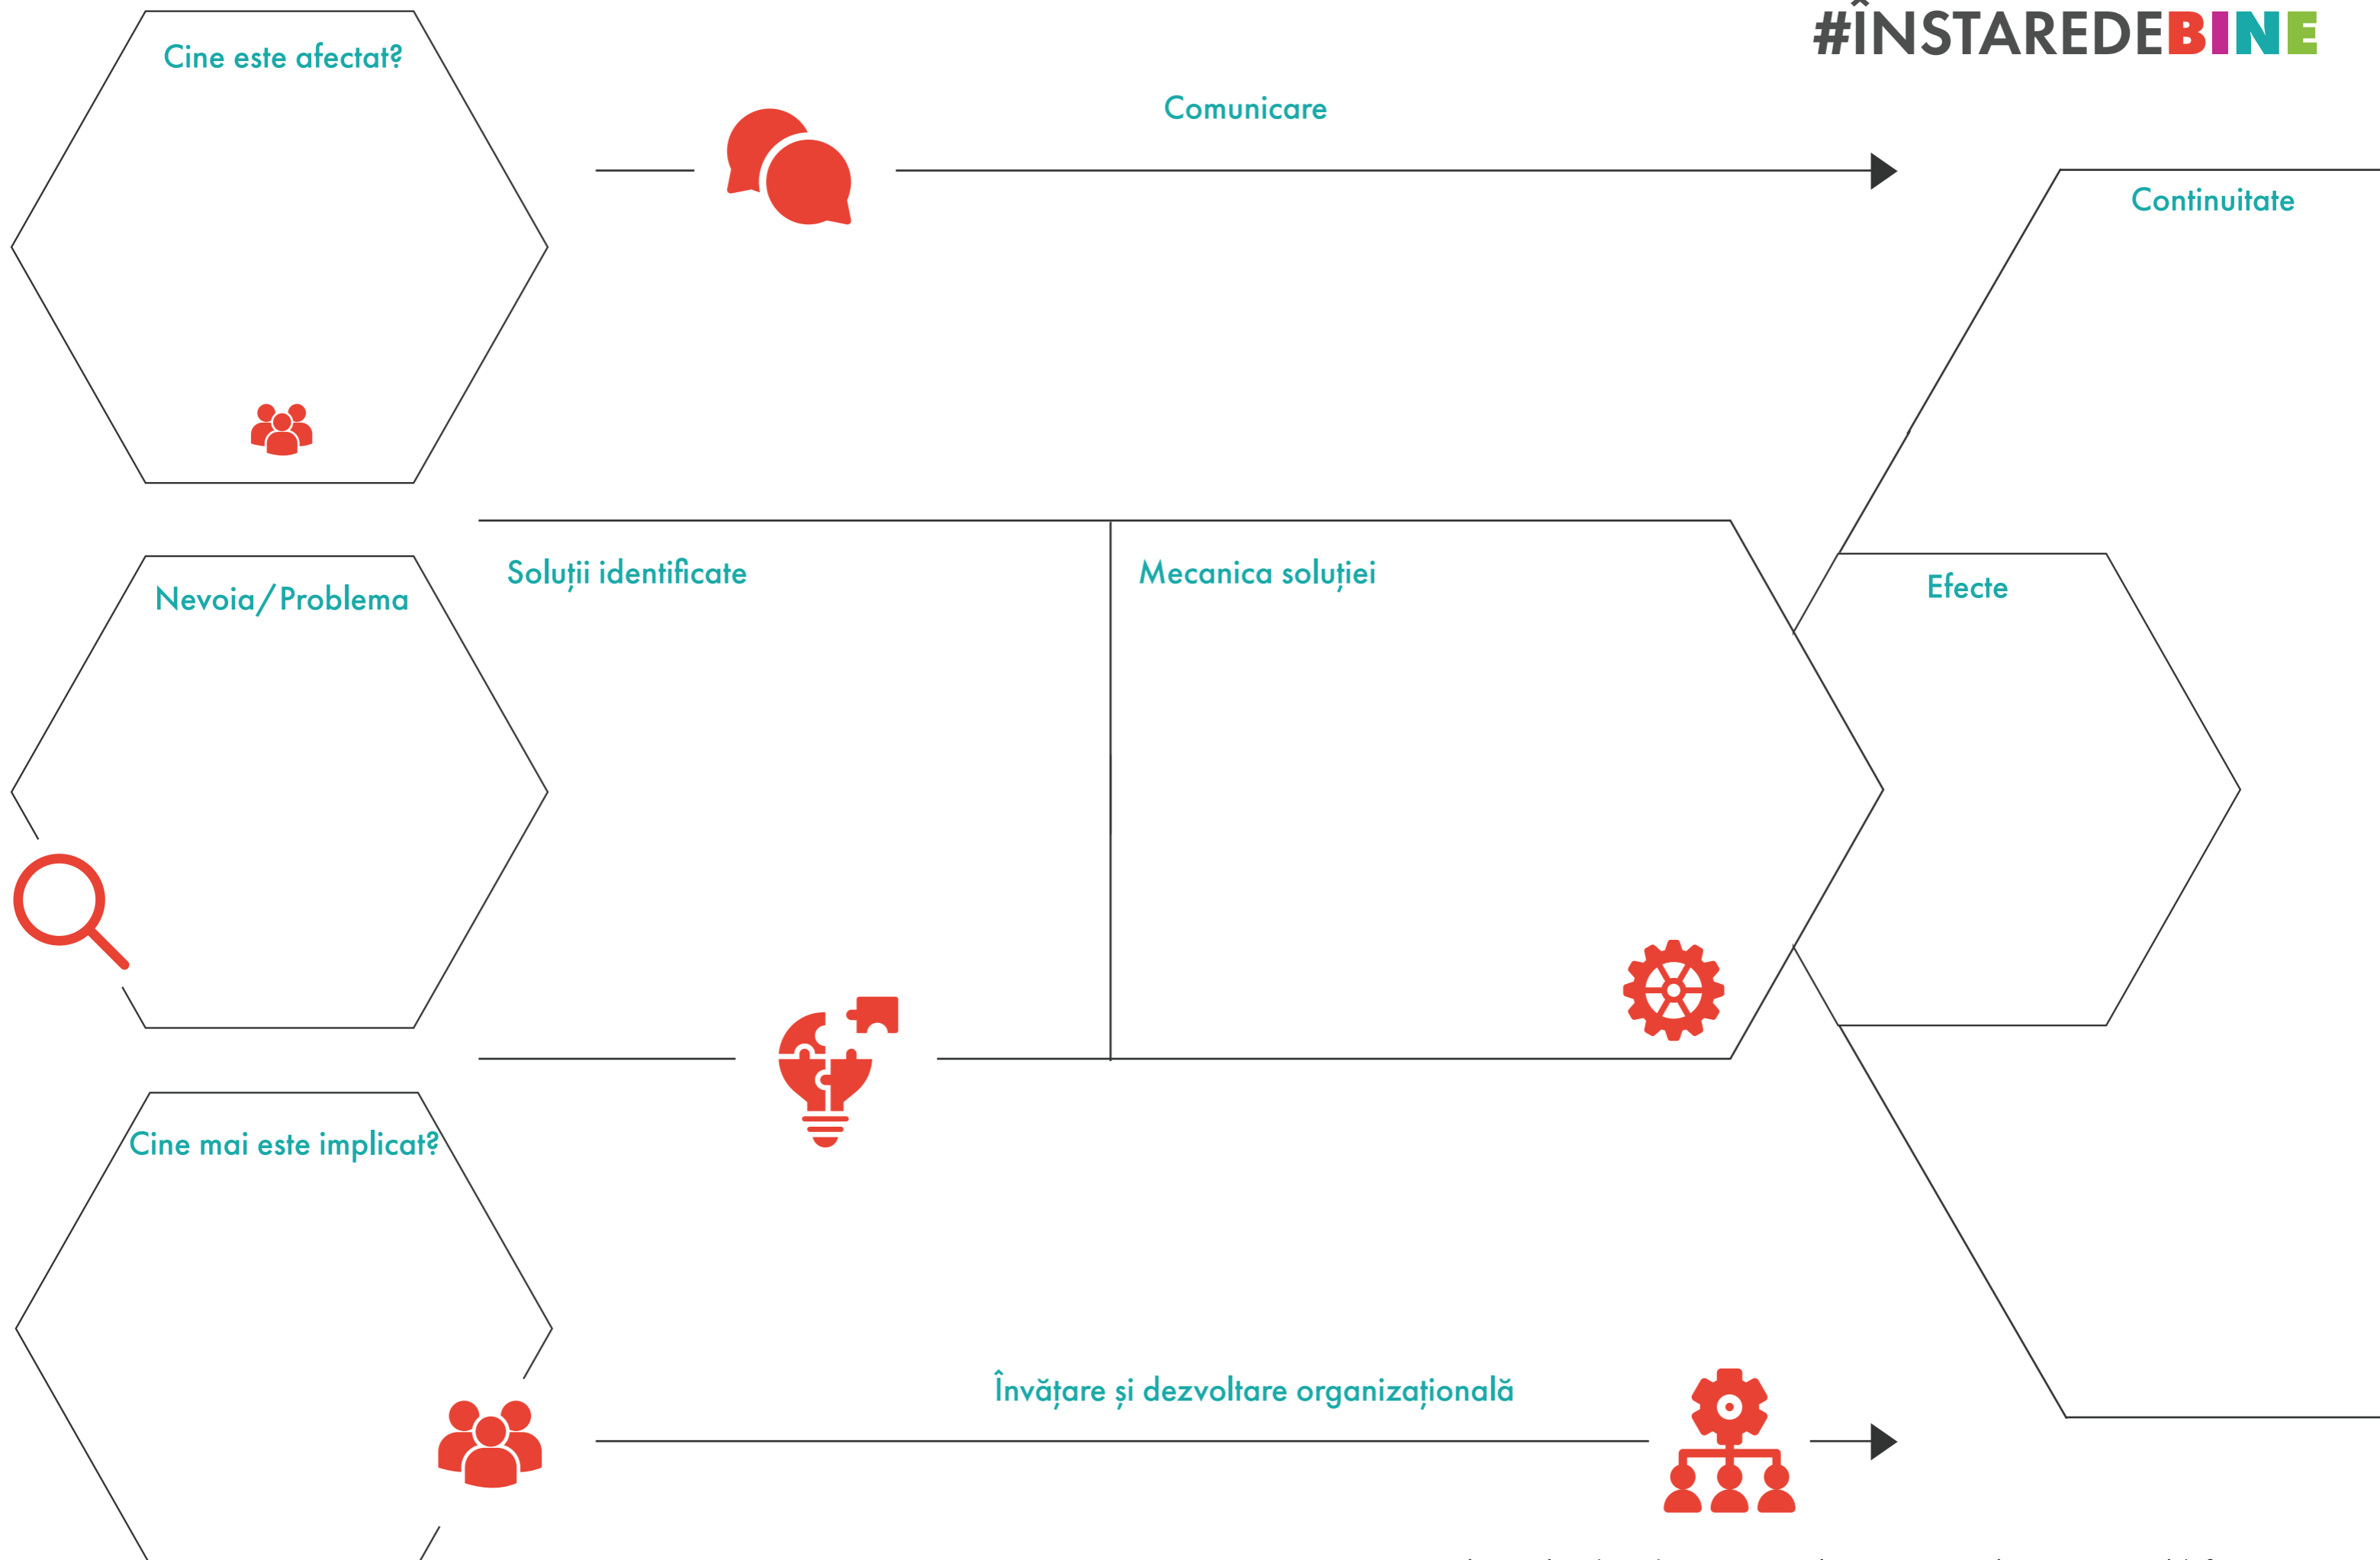 #ÎNSTAREDEBINE
Cine este afectat?
Comunicare
Continuitate
Soluții identificate
Mecanica soluției
Efecte
Nevoia/Problema
Cine mai este implicat?
Învățare și dezvoltare organizațională